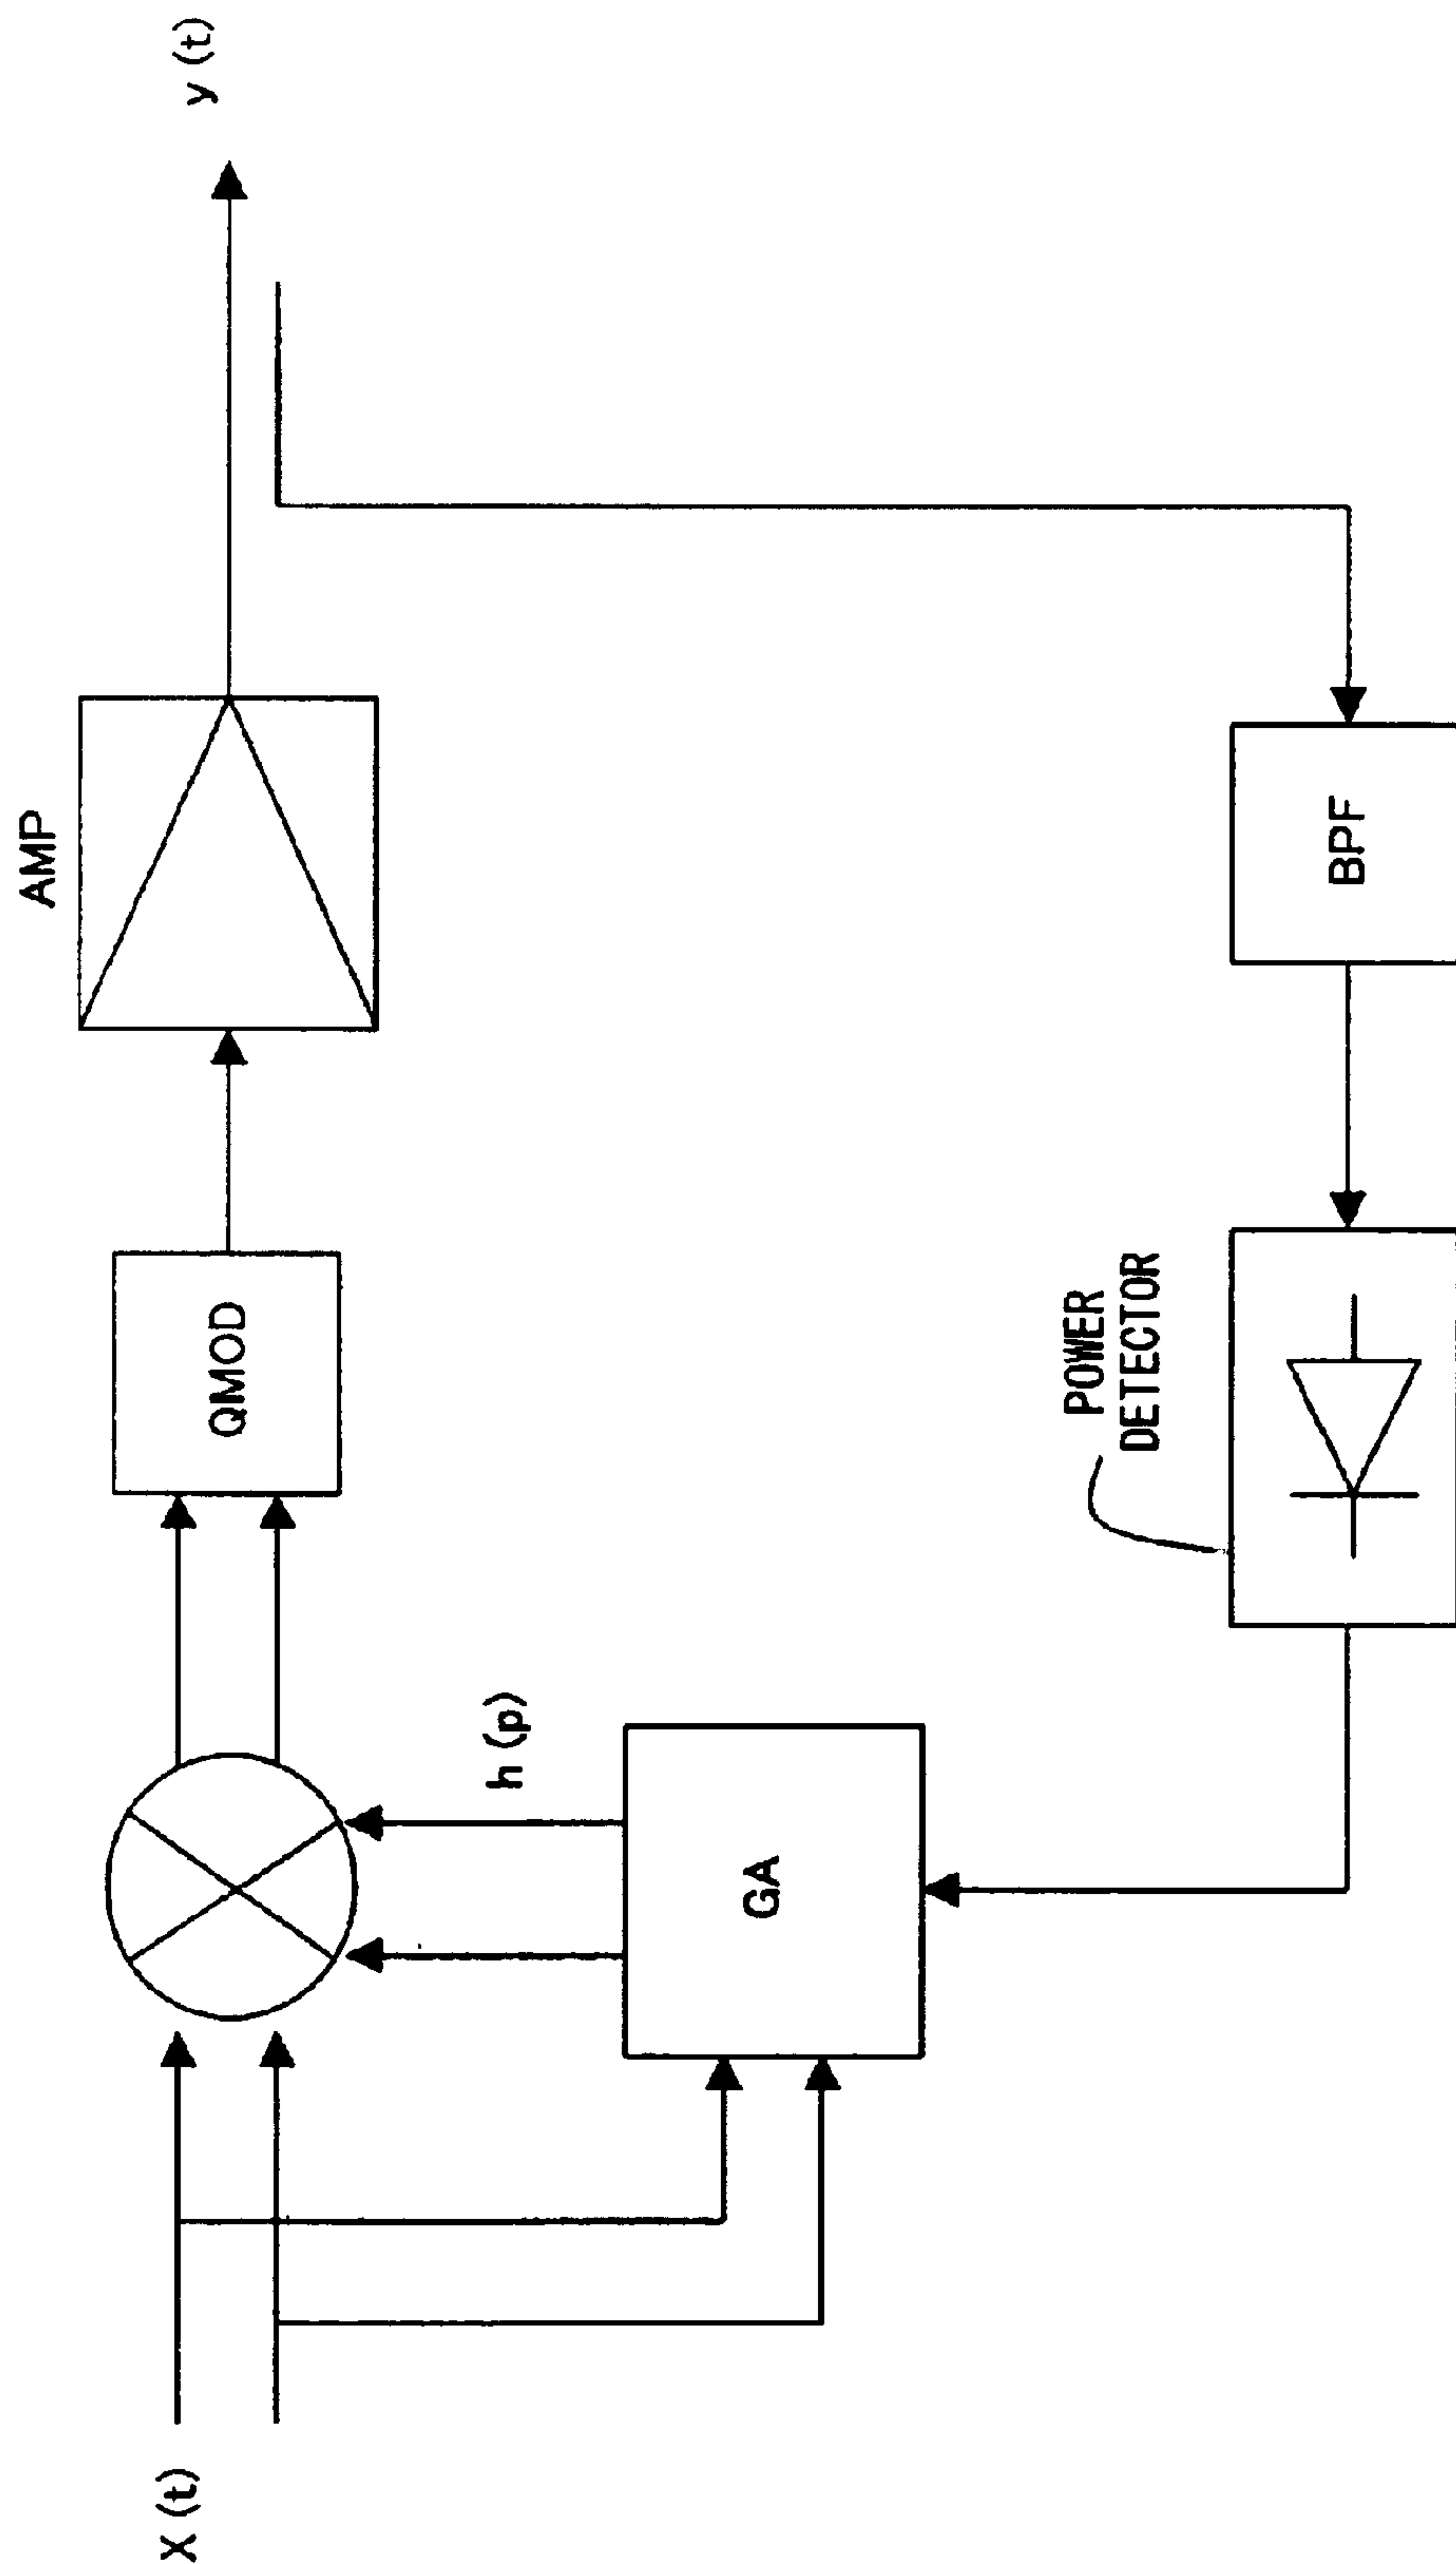 X (t)
h (p)
GA
QMOD
AMP
y (t)
POWER
DETECTOR
BPF